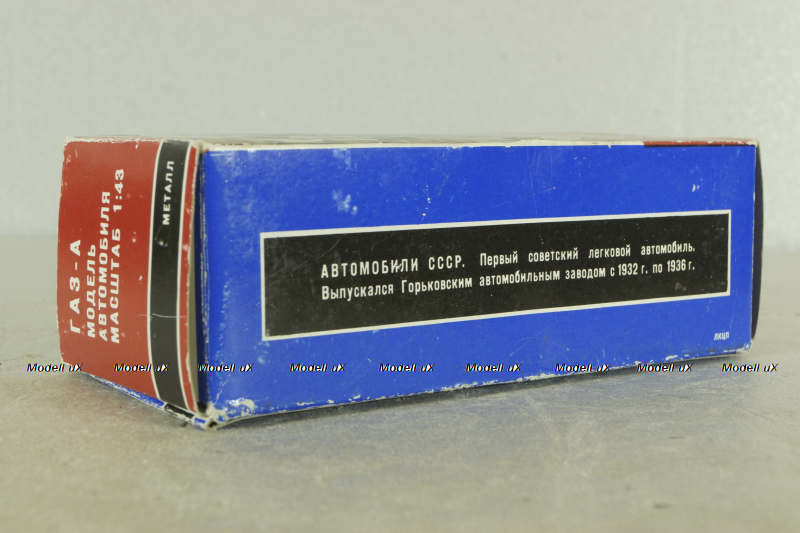 ГАЗ-А
МОДЕЛЬ
АВТОМОБИЛЯ
МАСШТАБ 1:43
МЕТАЛЛ
АВТОМОБИЛИ СССР. Первый советский легковой автомобиль.
Выпускался Горьковским автомобильным заводом с 1932 г. по 1936 г.
ЛКЦП
Modell uX Modell uX Modell uX Modell uX Modell uX Modell uX Modell uX Modell uX Modell uX